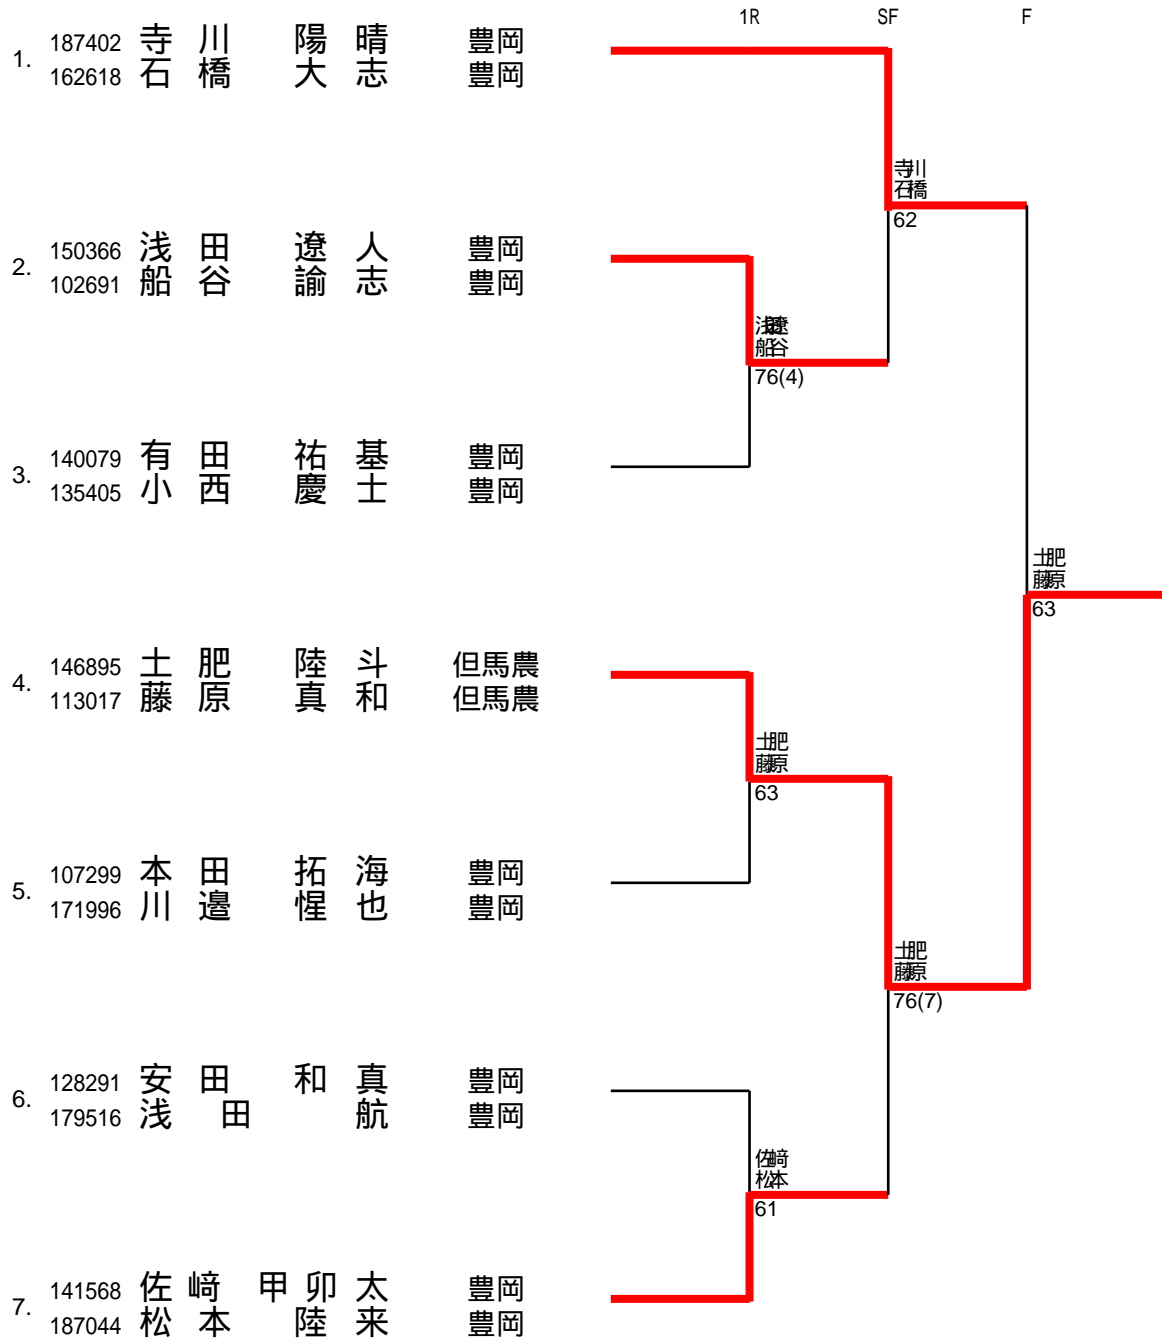 1R SF F
1. 187402 寺川 陽晴 豊岡
162618 石橋 大志 豊岡
寺川
石橋
62
2. 150366 浅田 遼人 豊岡
102691 船谷 諭志 豊岡
浅田遼
船谷
76(4)
3. 140079 有田 祐基 豊岡
135405 小西 慶士 豊岡
土肥
藤原
63
4. 146895 土肥 陸斗 但馬農
113017 藤原 真和 但馬農
土肥
藤原
63
5. 107299 本田 拓海 豊岡
171996 川邉 惺也 豊岡
土肥
藤原
76(7)
6. 128291 安田 和真 豊岡
179516 浅田 航 豊岡
佐﨑
松本
61
7. 141568 佐﨑 甲卯太 豊岡
187044 松本 陸来 豊岡